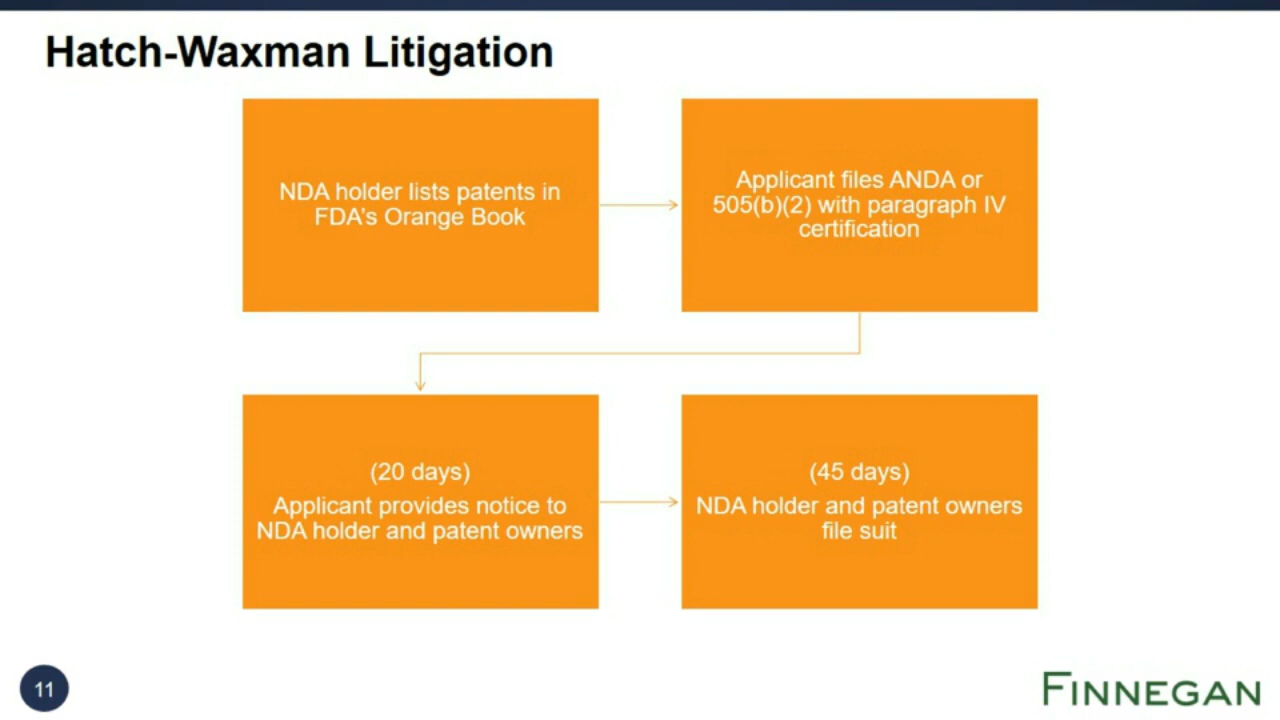 Hatch-Waxman Litigation
NDA holder lists patents in
FDA's Orange Book
Applicant files ANDA or
505(b)(2) with paragraph IV
certification
(20 days)
Applicant provides notice to
NDA holder and patent owners
(45 days)
NDA holder and patent owners
file suit
11
FINNEGAN